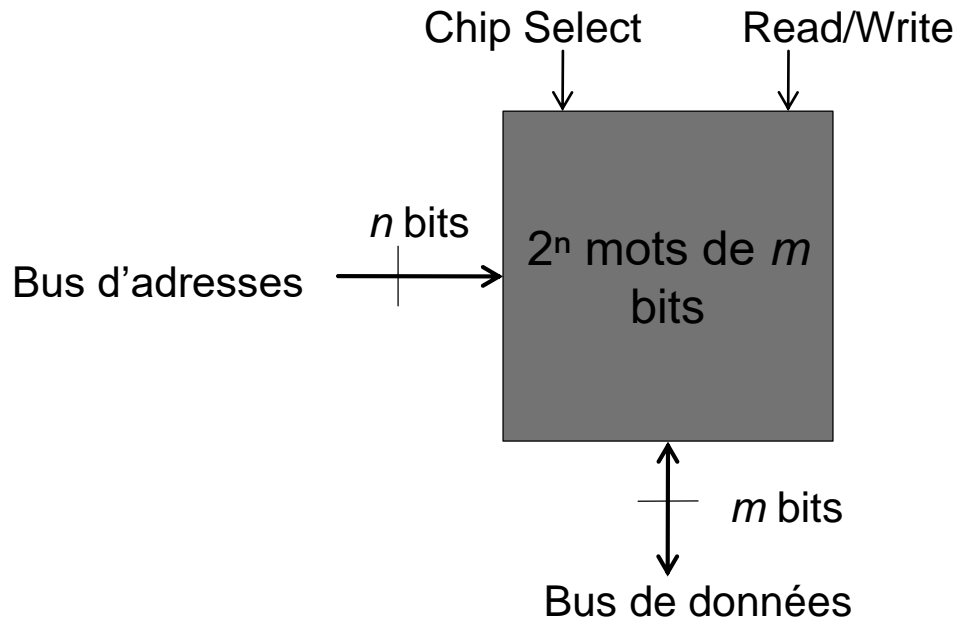 Chip Select Read/Write
n bits
2ⁿ mots de m
bits
Bus d’adresses
m bits
Bus de données